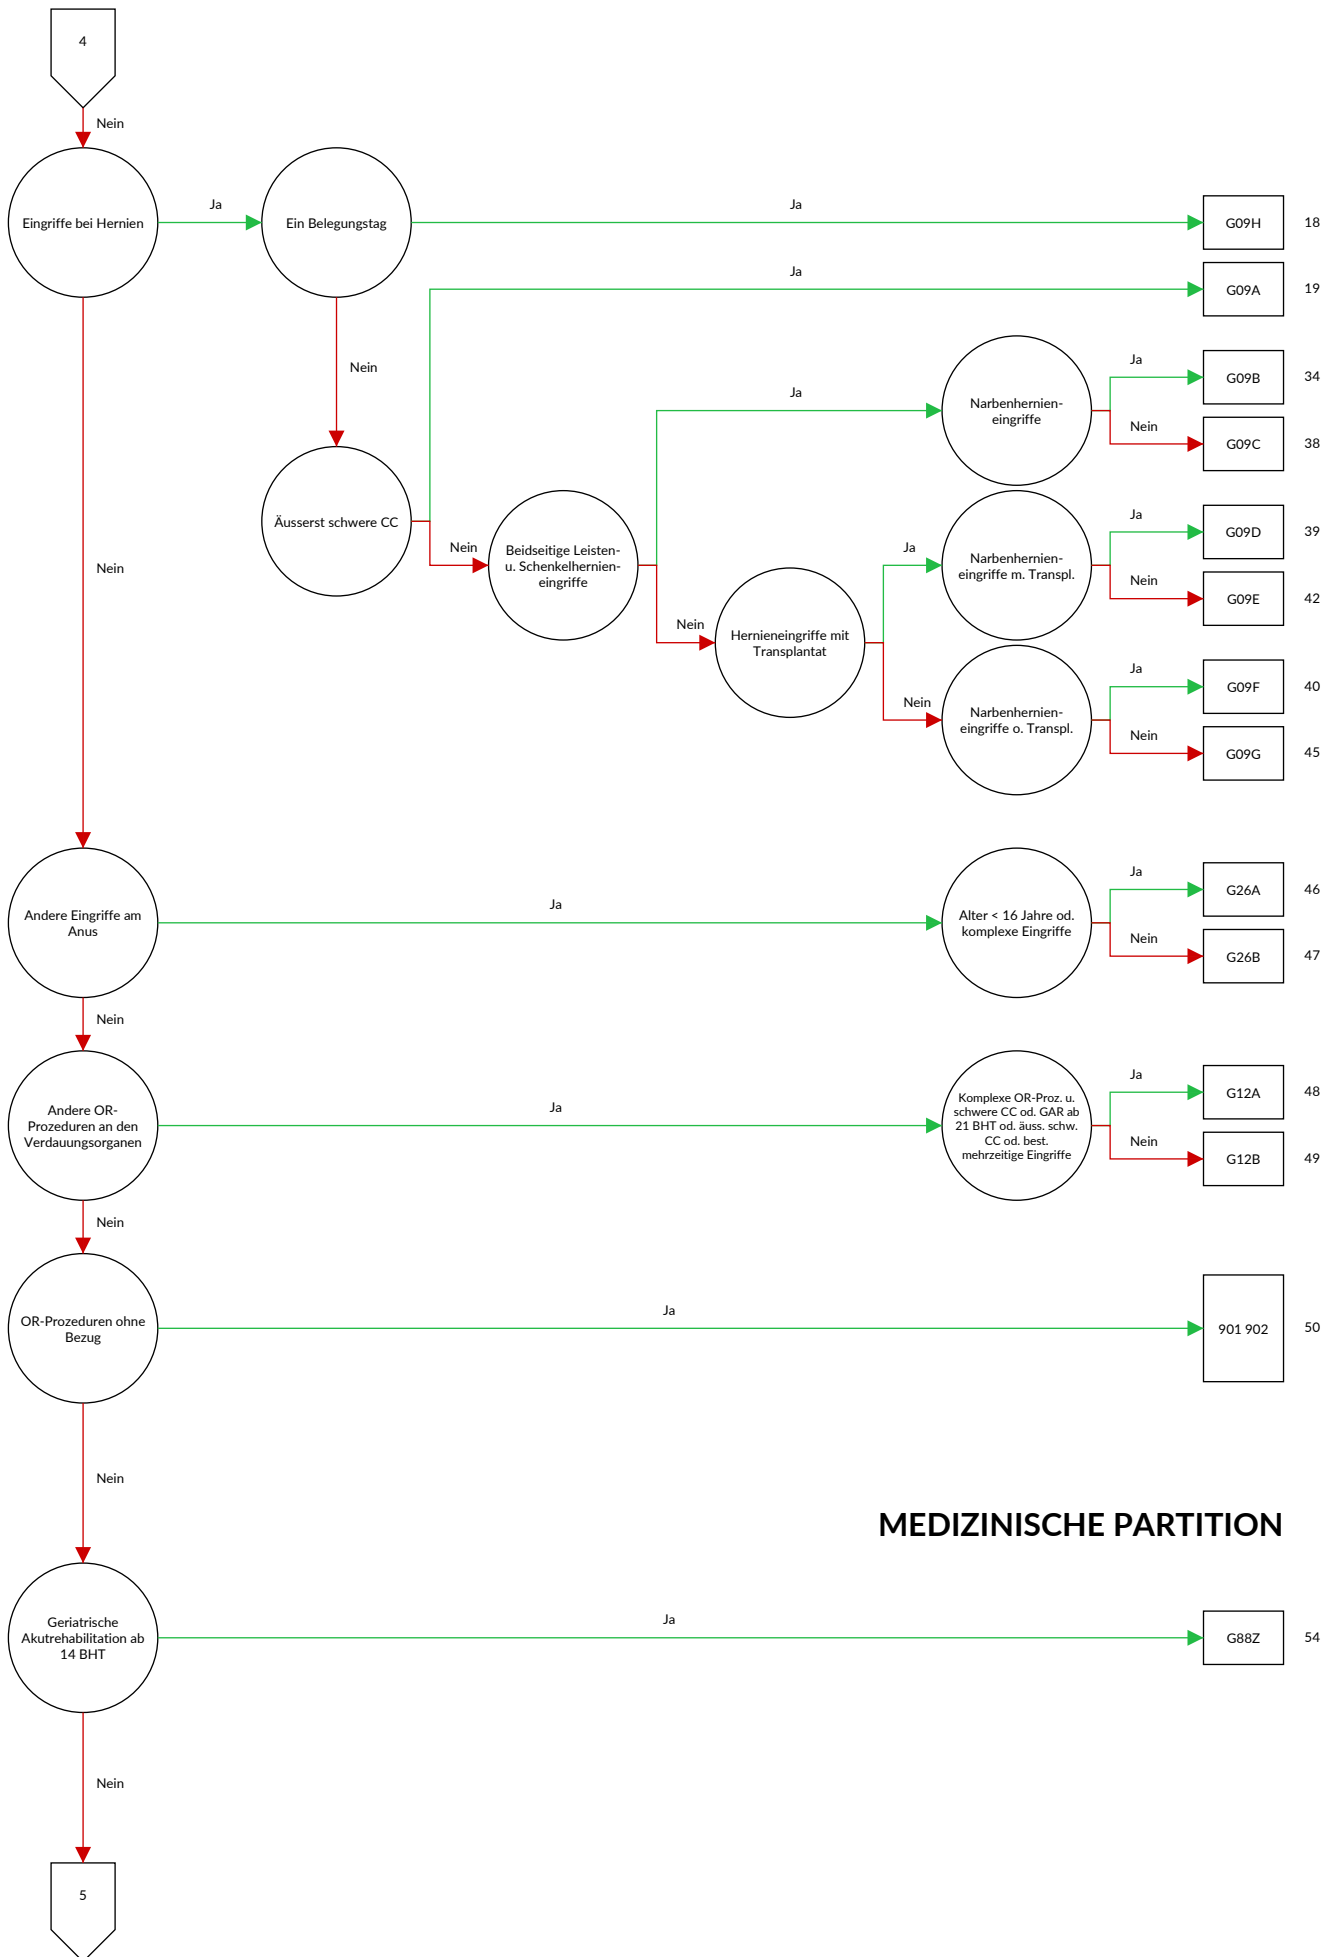 4
Nein
Eingriffe bei Hernien
Ja
Ein Belegungstag
Ja
G09H
18
Ja
G09A
19
Nein
Äusserst schwere CC
Nein
Beidseitige Leisten-
u. Schenkelhernien-
eingriffe
Ja
Narbenhernien-
eingriffe
Ja
G09B
34
Nein
G09C
38
Nein
Hernieneingriffe mit
Transplantat
Ja
Narbenhernien-
eingriffe m. Transpl.
Ja
G09D
39
Nein
G09E
42
Nein
Narbenhernien-
eingriffe o. Transpl.
Ja
G09F
40
Nein
G09G
45
Nein
Andere Eingriffe am
Anus
Ja
Alter < 16 Jahre od.
komplexe Eingriffe
Ja
G26A
46
Nein
G26B
47
Nein
Andere OR-
Prozeduren an den
Verdauungsorganen
Ja
Komplexe OR-Proz. u.
schwere CC od. GAR ab
21 BHT od. äuss. schw.
CC od. best.
mehrzeitige Eingriffe
Ja
G12A
48
Nein
G12B
49
Nein
OR-Prozeduren ohne
Bezug
Ja
901 902
50
Nein
MEDIZINISCHE PARTITION
Geriatrische
Akutrehabilitation ab
14 BHT
Ja
G88Z
54
Nein
5